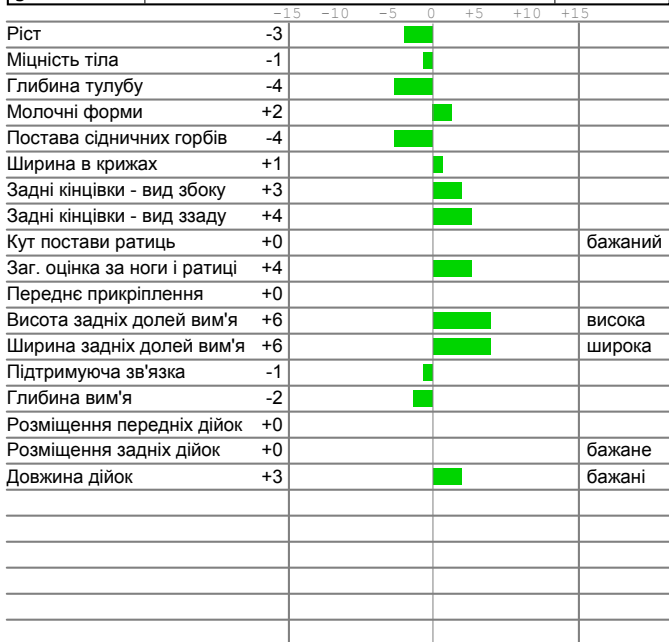 -15 -10 -5 0 +5 +10 +15
Ріст -3
Міцність тіла -1
Глибина тулубу -4
Молочні форми +2
Постава сідничних горбів -4
Ширина в крижах +1
Задні кінцівки - вид збоку +3
Задні кінцівки - вид ззаду +4
Кут постави ратиць +0 бажаний
Заг. оцінка за ноги і ратиці +4
Переднє прикріплення +0
Висота задніх долей вим'я +6 висока
Ширина задніх долей вим'я +6 широка
Підтримуюча зв'язка -1
Глибина вим'я -2
Розміщення передніх дійок +0
Розміщення задніх дійок +0 бажане
Довжина дійок +3 бажані